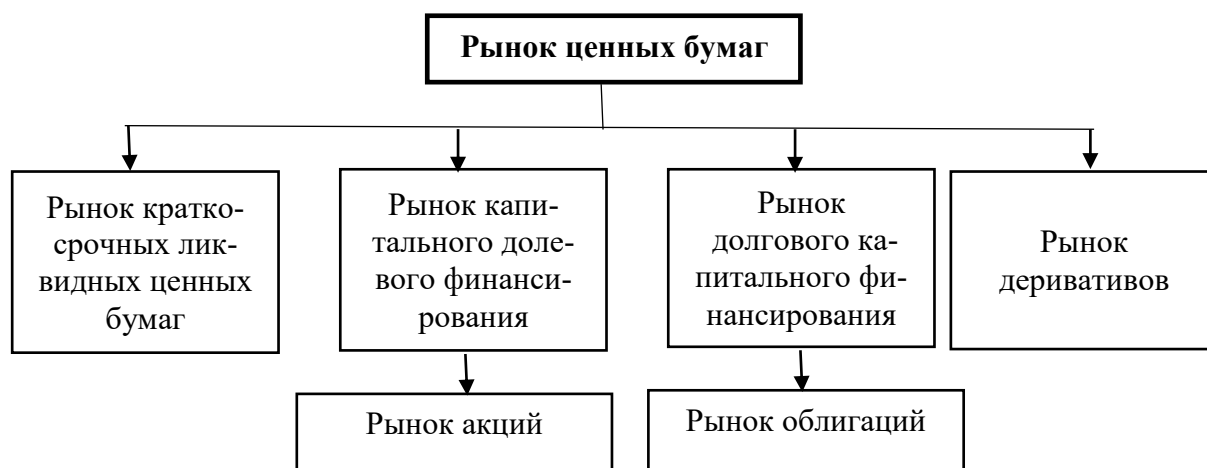 Рынок ценных бумаг
Рынок кратко-
срочных лик-
видных ценных
бумаг
Рынок капи-
тального доле-
вого финанси-
рования
Рынок
долгового ка-
питального фи-
нансирования
Рынок
деривативов
Рынок акций
Рынок облигаций